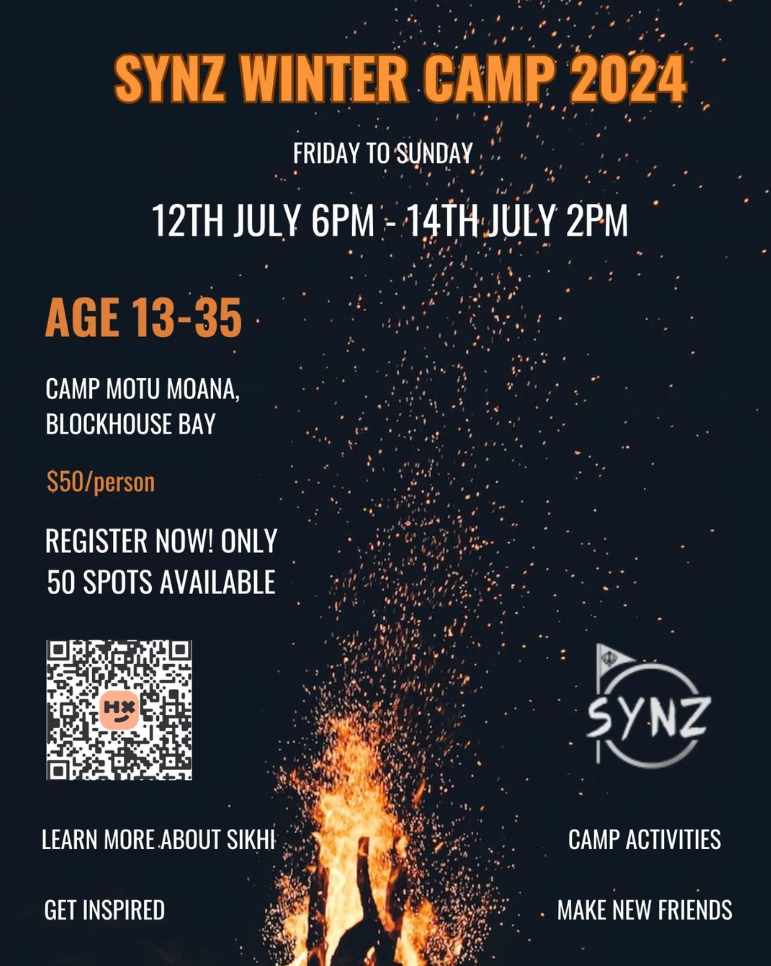 SYNZ WINTER CAMP 2024
FRIDAY TO SUNDAY
12TH JULY 6PM - 14TH JULY 2PM
AGE 13-35
CAMP MOTU MOANA,
BLOCKHOUSE BAY
$50/person
REGISTER NOW! ONLY
50 SPOTS AVAILABLE
HX
SYNZ
LEARN MORE ABOUT SIKHI
CAMP ACTIVITIES
GET INSPIRED
MAKE NEW FRIENDS